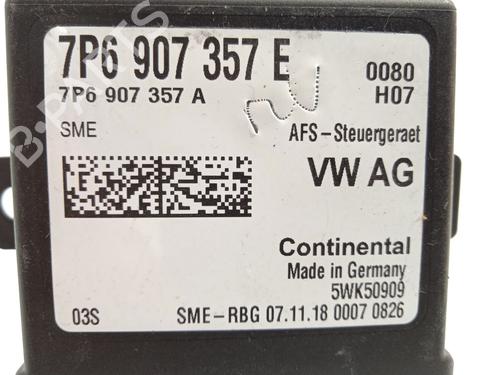 7P6 907 357 E
0080
7P6 907 357 A
H07
SME
AFS-Steuergeraet
VW AG
Continental
Made in Germany
5WK50909
03S
SME-RBG 07.11.18 0007 0826